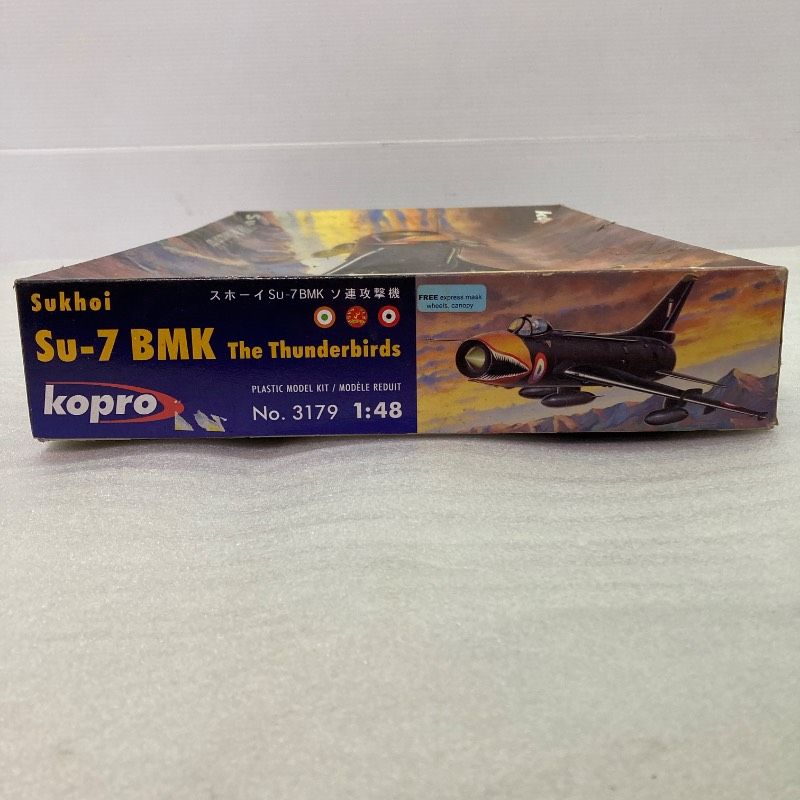 Sukhoi
スホーイSu-7BMK ソ連攻撃機
Su-7 BMK The Thunderbirds
PLASTIC MODEL KIT / MODÈLE REDUIT
kopro
No. 3179 1:48
FREE express mask
wheels, canopy